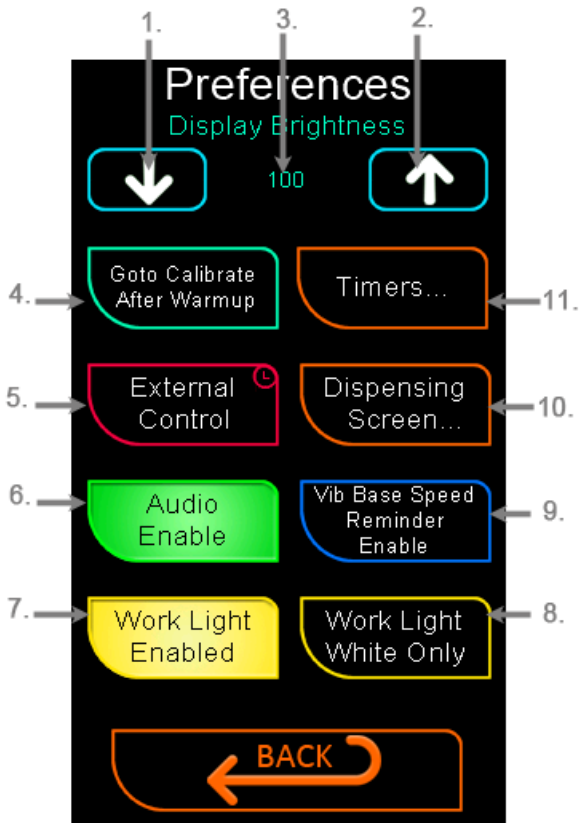 1.
3.
2.
Preferences
Display Brightness
100
4.
Goto Calibrate
After Warmup
Timers...
11.
5.
External
Control
Dispensing
Screen...
10.
6.
Audio
Enable
Vib Base Speed
Reminder
Enable
9.
7.
Work Light
Enabled
Work Light
White Only
8.
BACK